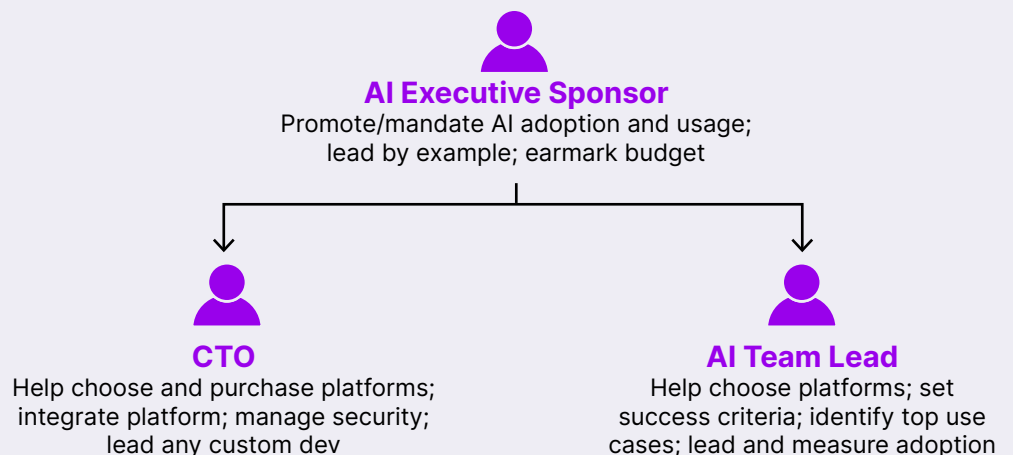 AI Executive Sponsor
Promote/mandate AI adoption and usage;
lead by example; earmark budget
CTO
Help choose and purchase platforms;
integrate platform; manage security;
lead any custom dev
AI Team Lead
Help choose platforms; set
success criteria; identify top use
cases; lead and measure adoption